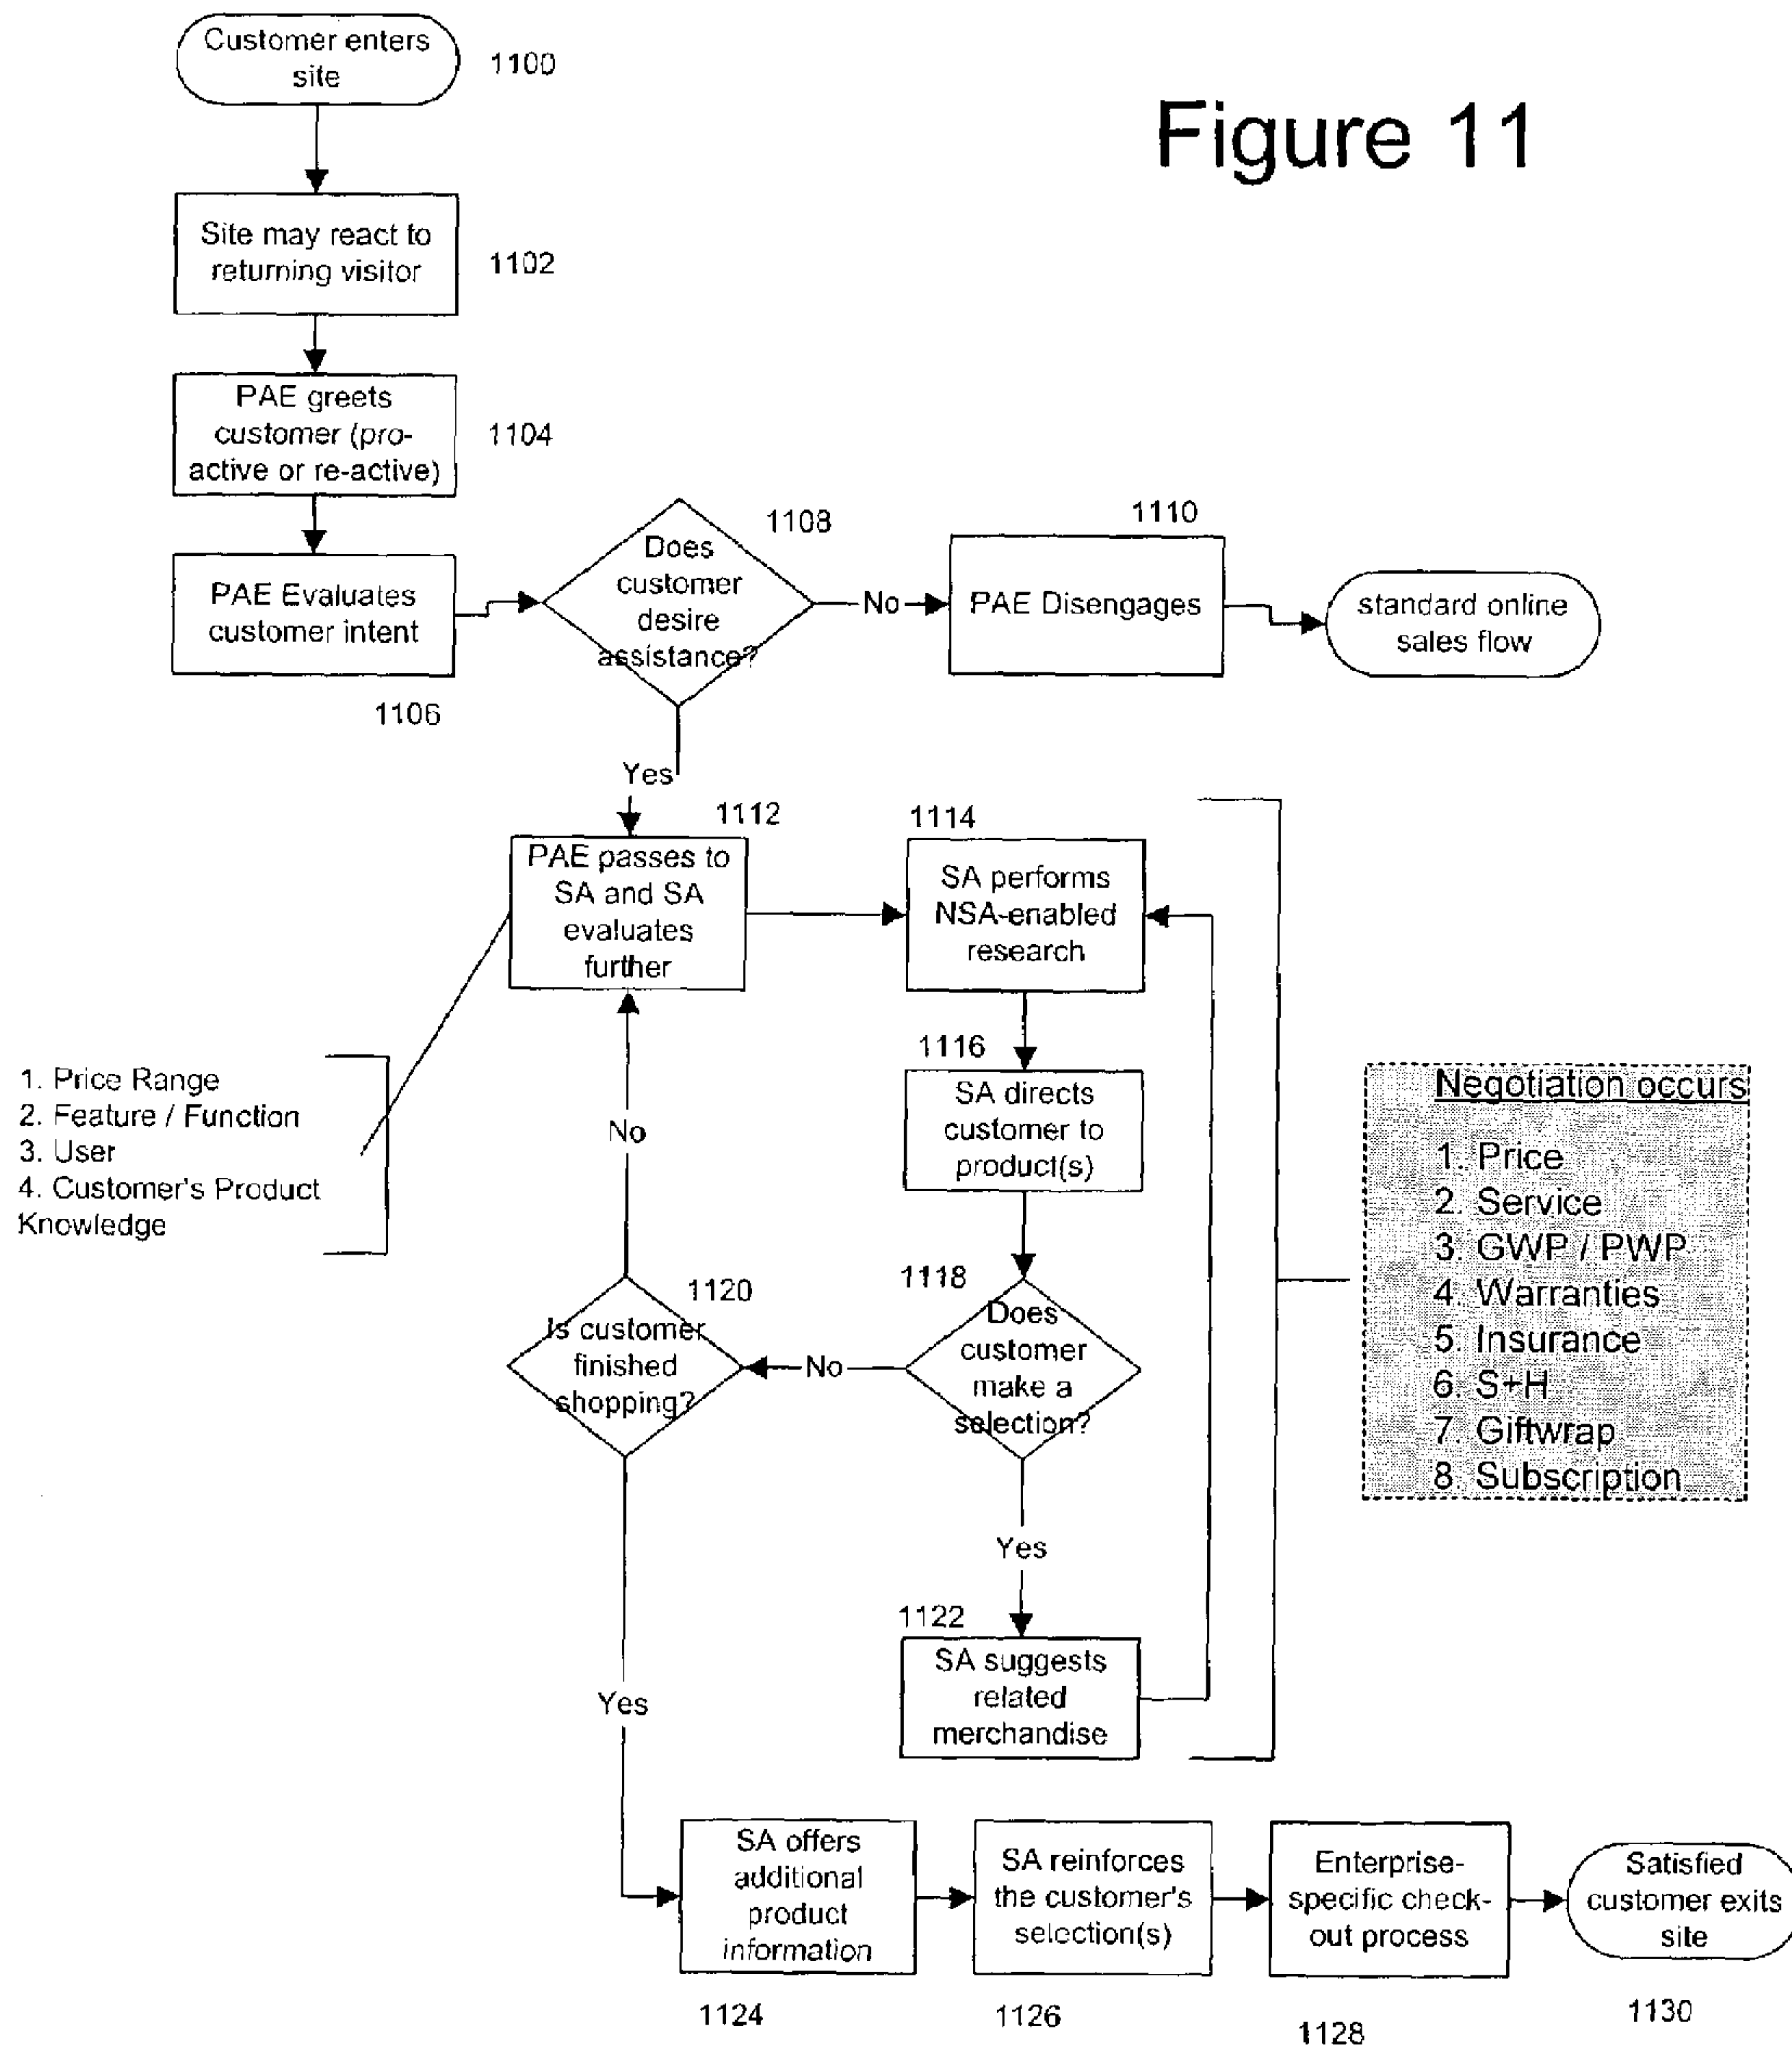 Figure 11
Customer enters
site
1100
Site may react to
returning visitor
1102
PAE greets
customer (pro-
active or re-active)
1104
PAE Evaluates
customer intent
1106
Does
customer
desire
assistance?
1108
No
PAE Disengages
1110
standard online
sales flow
Yes
PAE passes to
SA and SA
evaluates
further
1112
1. Price Range
2. Feature / Function
3. User
4. Customer's Product
Knowledge
SA performs
NSA-enabled
research
1114
SA directs
customer to
product(s)
1116
Does
customer
make a
selection?
1118
No
Is customer
finished
shopping?
1120
No
Yes
SA suggests
related
merchandise
1122
Negotiation occurs
1. Price
2. Service
3. GWP / PWP
4. Warranties
5. Insurance
6. S+H
7. Giftwrap
8. Subscription
Yes
SA offers
additional
product
information
1124
SA reinforces
the customer's
selection(s)
1126
Enterprise-
specific check-
out process
1128
Satisfied
customer exits
site
1130